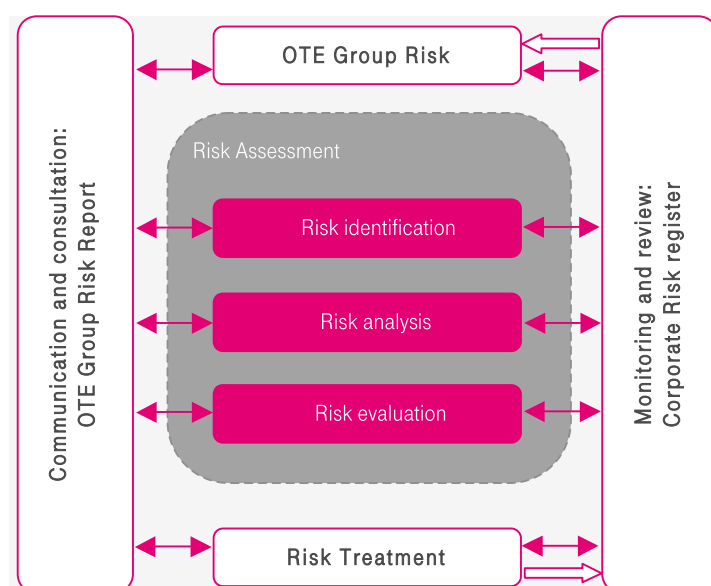 Communication and consultation:
OTE Group Risk Report
OTE Group Risk
Risk Assessment
Risk identification
Risk analysis
Risk evaluation
Risk Treatment
Monitoring and review:
Corporate Risk register